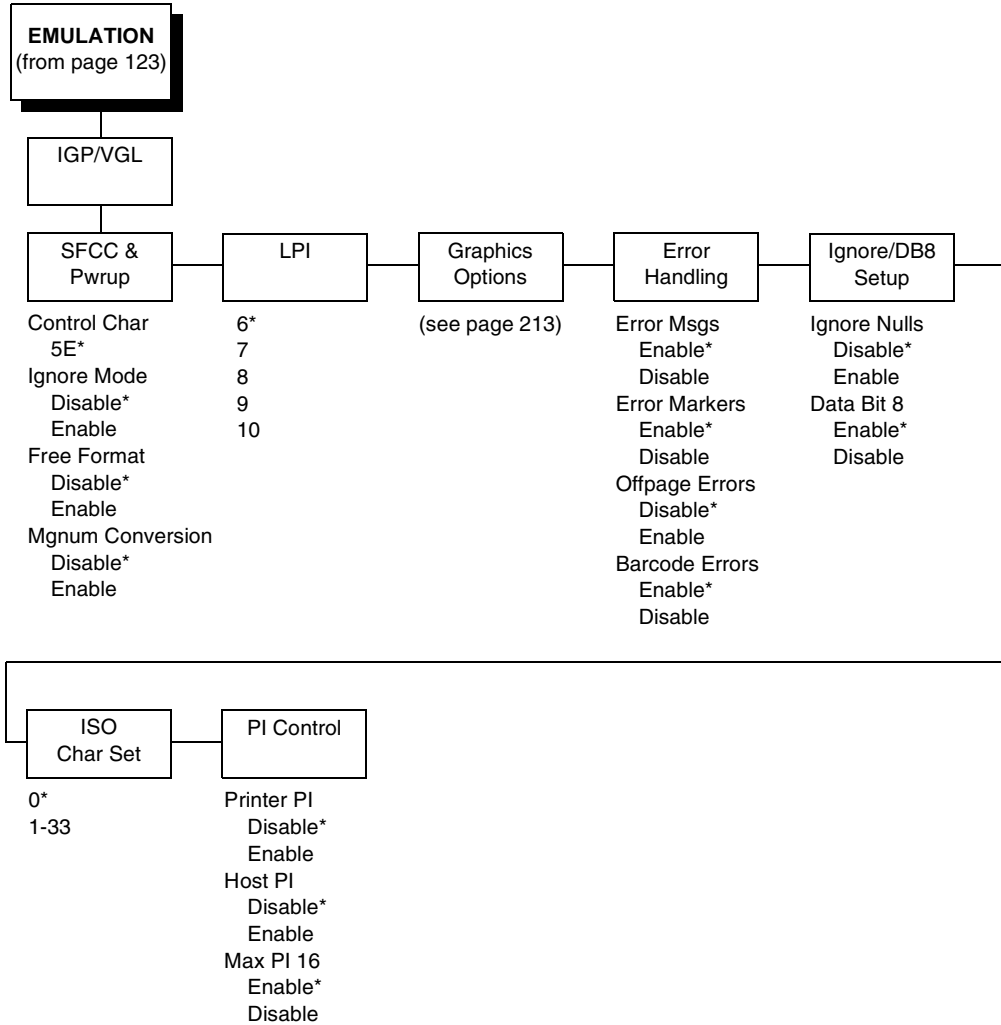 EMULATION
(from page 123)
IGP/VGL
SFCC &
Pwrup
LPI
Graphics
Options
Error
Handling
Ignore/DB8
Setup
Control Char
5E*
Ignore Mode
Disable*
Enable
Free Format
Disable*
Enable
Mgnum Conversion
Disable*
Enable
6*
7
8
9
10
(see page 213)
Error Msgs
Enable*
Disable
Error Markers
Enable*
Disable
Offpage Errors
Disable*
Enable
Barcode Errors
Enable*
Disable
Ignore Nulls
Disable*
Enable
Data Bit 8
Enable*
Disable
ISO
Char Set
PI Control
0*
1-33
Printer PI
Disable*
Enable
Host PI
Disable*
Enable
Max PI 16
Enable*
Disable